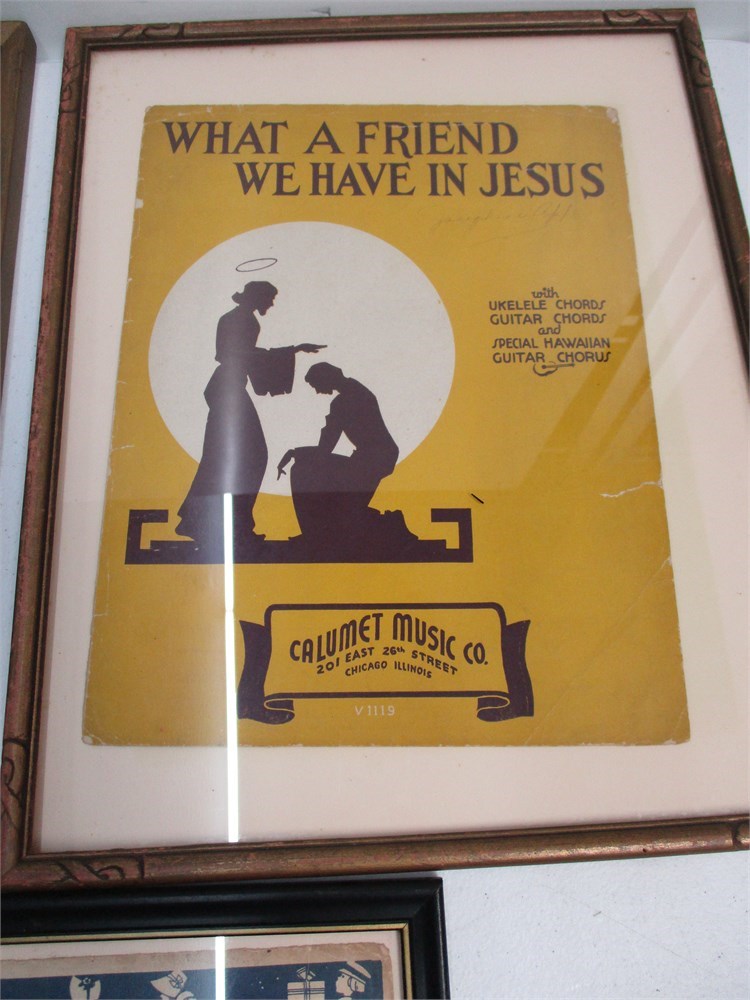 WHAT A FRIEND
WE HAVE IN JESUS
with
UKELELE CHORDS
GUITAR CHORDS
and
SPECIAL HAWAIIAN
GUITAR CHORUS
CALUMET MUSIC CO.
201 EAST 26th STREET
CHICAGO ILLINOIS
V1119